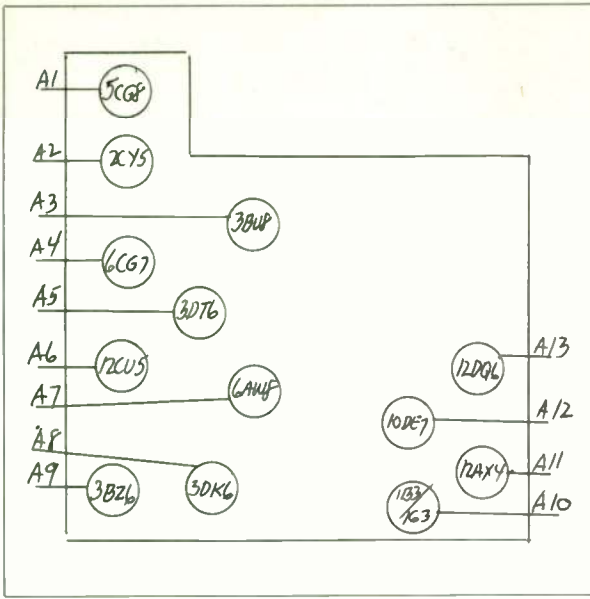 A1
5CG8
A2
2CY5
A3
3BU8
A4
6CG7
A5
3DT6
A6
12CU5
A13
12DQ6
A7
6AW8
A12
10DE7
A8
A9
3BZ6
3DK6
12AX4
A11
1B3/
1G3
A10